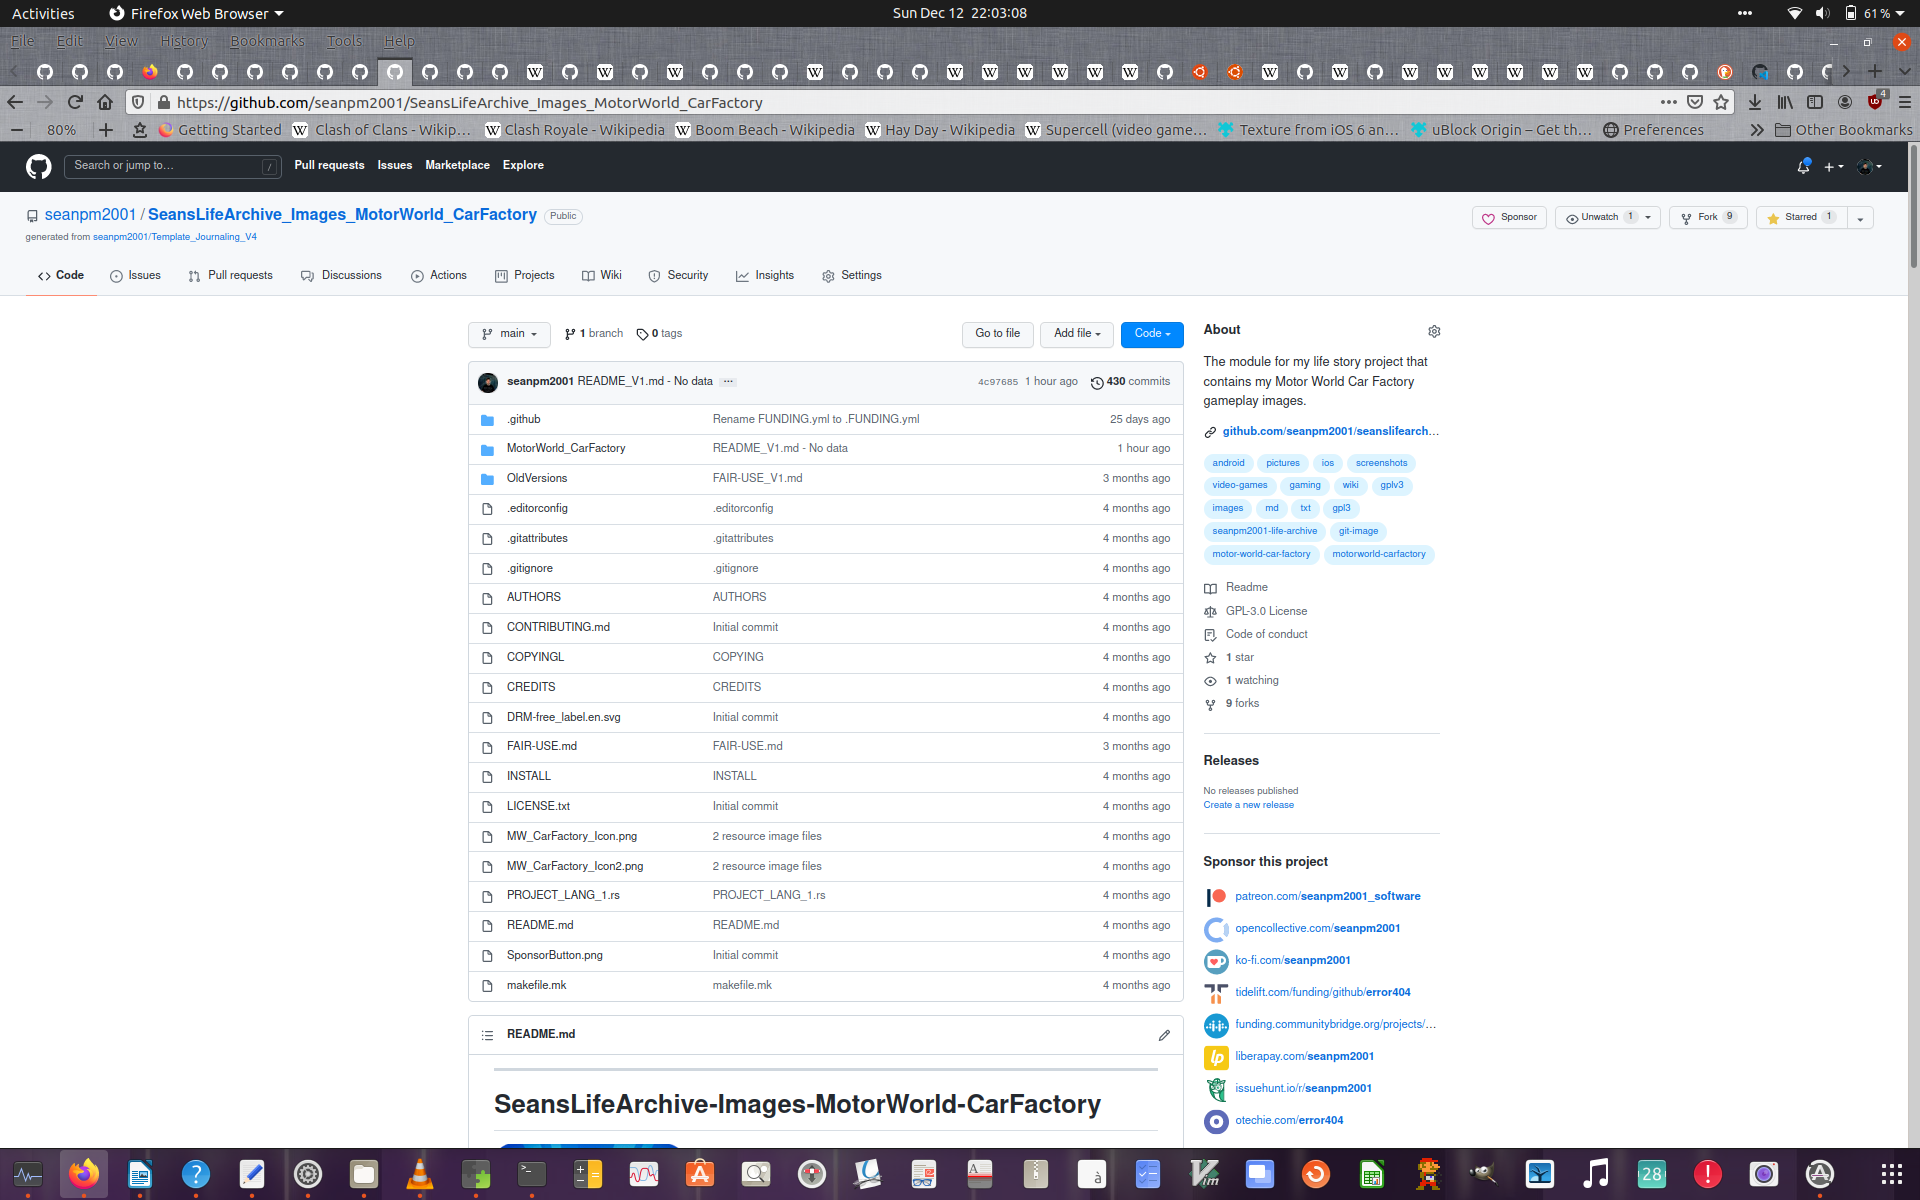 Activities
Firefox Web Browser
Sun Dec 12 22:03:08
61 %
File Edit View History Bookmarks Tools Help
https://github.com/seanpm2001/SeansLifeArchive_Images_MotorWorld_CarFactory
4
80%
Getting Started
Clash of Clans - Wikip…
Clash Royale - Wikipedia
Boom Beach - Wikipedia
Hay Day - Wikipedia
Supercell (video game…
Texture from iOS 6 an…
uBlock Origin – Get th…
Preferences
Other Bookmarks
Search or jump to…
/
Pull requests Issues Marketplace Explore
seanpm2001 / SeansLifeArchive_Images_MotorWorld_CarFactory Public
generated from seanpm2001/Template_Journaling_V4
Sponsor
Unwatch 1
Fork 9
Starred 1
Code Issues Pull requests Discussions Actions Projects Wiki Security Insights Settings
main
1 branch
0 tags
Go to file
Add file
Code
seanpm2001 README_V1.md - No data
4c97685 1 hour ago 430 commits
.github Rename FUNDING.yml to .FUNDING.yml 25 days ago
MotorWorld_CarFactory README_V1.md - No data 1 hour ago
OldVersions FAIR-USE_V1.md 3 months ago
.editorconfig .editorconfig 4 months ago
.gitattributes .gitattributes 4 months ago
.gitignore .gitignore 4 months ago
AUTHORS AUTHORS 4 months ago
CONTRIBUTING.md Initial commit 4 months ago
COPYINGL COPYING 4 months ago
CREDITS CREDITS 4 months ago
DRM-free_label.en.svg Initial commit 4 months ago
FAIR-USE.md FAIR-USE.md 3 months ago
INSTALL INSTALL 4 months ago
LICENSE.txt Initial commit 4 months ago
MW_CarFactory_Icon.png 2 resource image files 4 months ago
MW_CarFactory_Icon2.png 2 resource image files 4 months ago
PROJECT_LANG_1.rs PROJECT_LANG_1.rs 4 months ago
README.md README.md 4 months ago
SponsorButton.png Initial commit 4 months ago
makefile.mk makefile.mk 4 months ago
README.md
SeansLifeArchive-Images-MotorWorld-CarFactory
About
The module for my life story project that
contains my Motor World Car Factory
gameplay images.
github.com/seanpm2001/seanslifearch…
android pictures ios screenshots
video-games gaming wiki gplv3
images md txt gpl3
seanpm2001-life-archive git-image
motor-world-car-factory motorworld-carfactory
Readme
GPL-3.0 License
Code of conduct
1 star
1 watching
9 forks
Releases
No releases published
Create a new release
Sponsor this project
patreon.com/seanpm2001_software
opencollective.com/seanpm2001
ko-fi.com/seanpm2001
tidelift.com/funding/github/error404
funding.communitybridge.org/projects/…
liberapay.com/seanpm2001
issuehunt.io/r/seanpm2001
otechie.com/error404
28